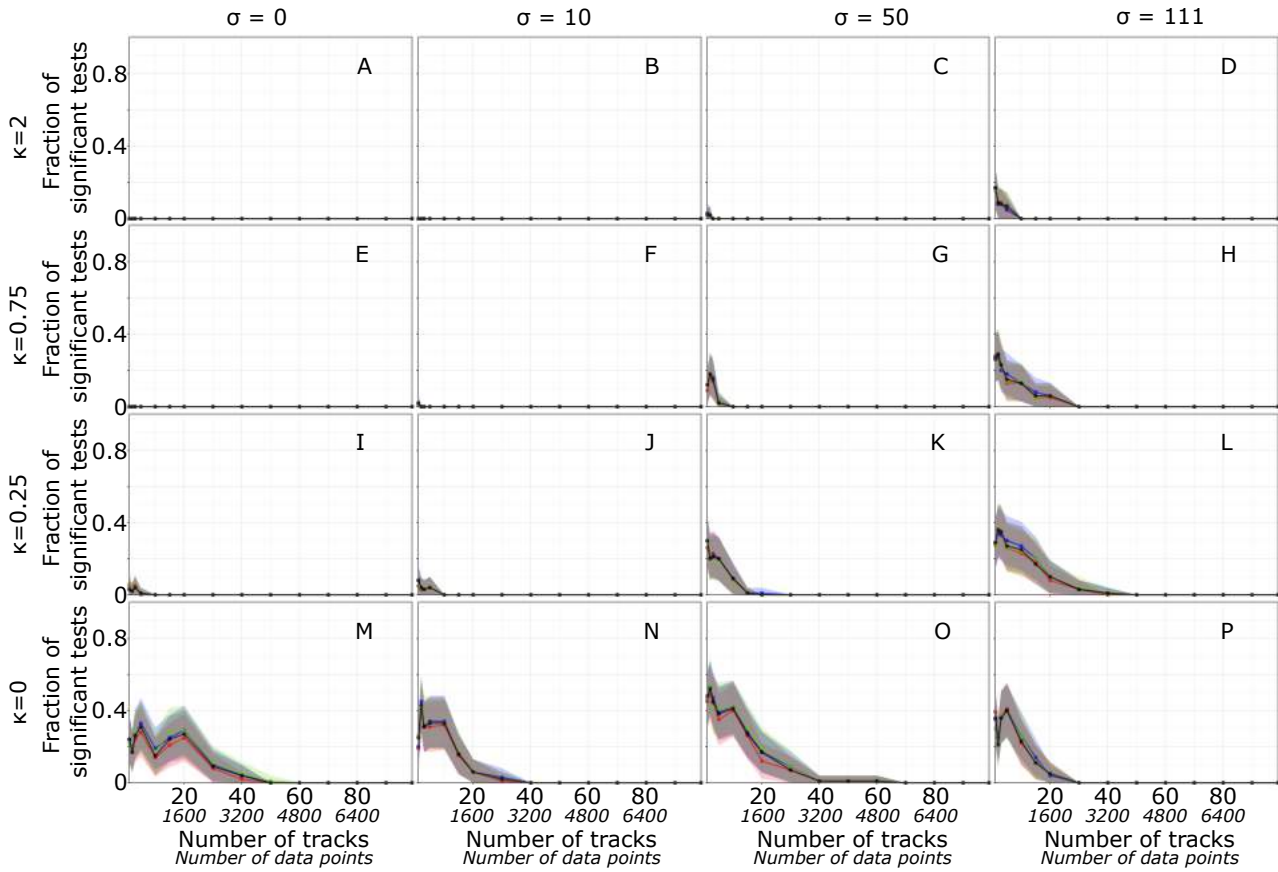 σ = 0 σ = 10 σ = 50 σ = 111
κ=2
Fraction of
significant tests
0.8
0.4
0
A B C D
κ=0.75
Fraction of
significant tests
0.8
0.4
0
E F G H
κ=0.25
Fraction of
significant tests
0.8
0.4
0
I J K L
κ=0
Fraction of
significant tests
0.8
0.4
0
M N O P
20 40 60 80 20 40 60 80 20 40 60 80 20 40 60 80
1600 3200 4800 6400 1600 3200 4800 6400 1600 3200 4800 6400 1600 3200 4800 6400
Number of tracks Number of tracks Number of tracks Number of tracks
Number of data points Number of data points Number of data points Number of data points